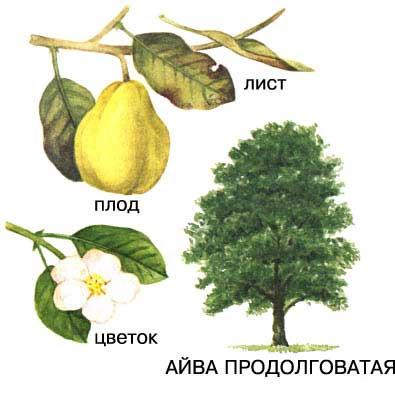 лист
плод
цветок
АЙВА ПРОДОЛГОВАТАЯ